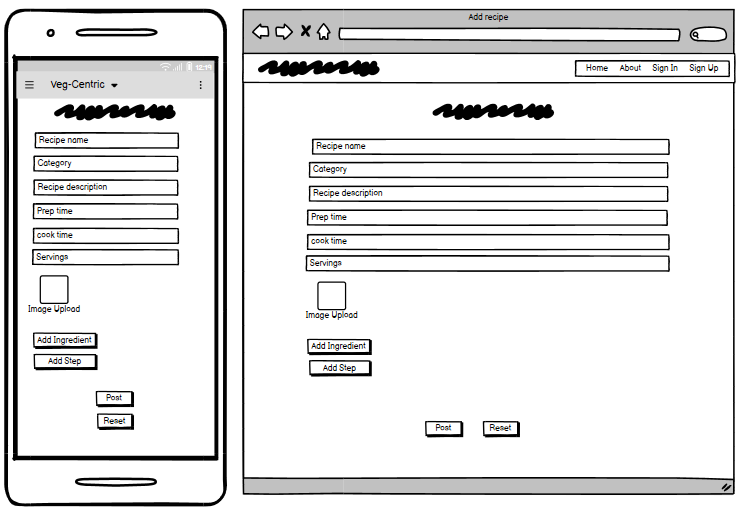 12:10
Veg-Centric
Recipe name
Category
Recipe description
Prep time
cook time
Servings
Image Upload
Add Ingredient
Add Step
Post
Reset
Add recipe
Home About Sign In Sign Up
Recipe name
Category
Recipe description
Prep time
cook time
Servings
Image Upload
Add Ingredient
Add Step
Post Reset